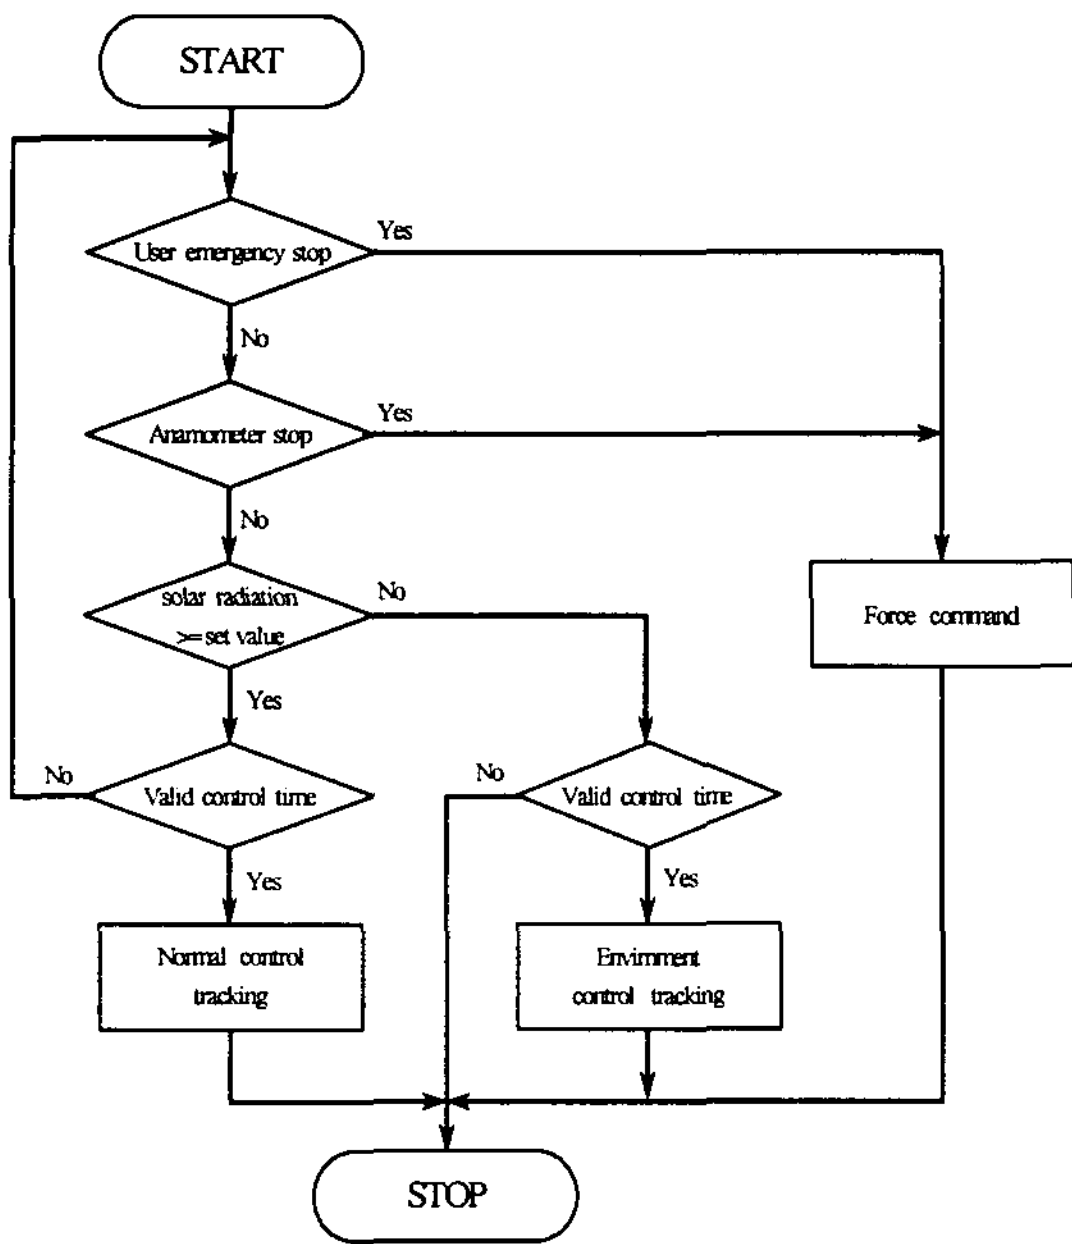 START
User emergency stop
Yes
No
Anamometer stop
Yes
No
solar radiation
>= set value
No
Yes
Force command
No
Valid control time
No
Valid control time
Yes
Yes
Normal control
tracking
Envirnment
control tracking
STOP